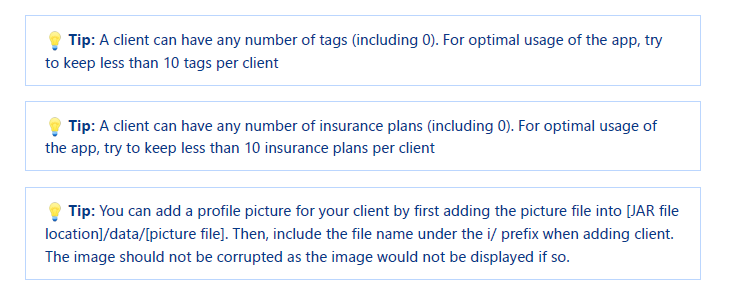 Tip: A client can have any number of tags (including 0). For optimal usage of the app, try
to keep less than 10 tags per client
Tip: A client can have any number of insurance plans (including 0). For optimal usage of
the app, try to keep less than 10 insurance plans per client
Tip: You can add a profile picture for your client by first adding the picture file into [JAR file
location]/data/[picture file]. Then, include the file name under the i/ prefix when adding client.
The image should not be corrupted as the image would not be displayed if so.